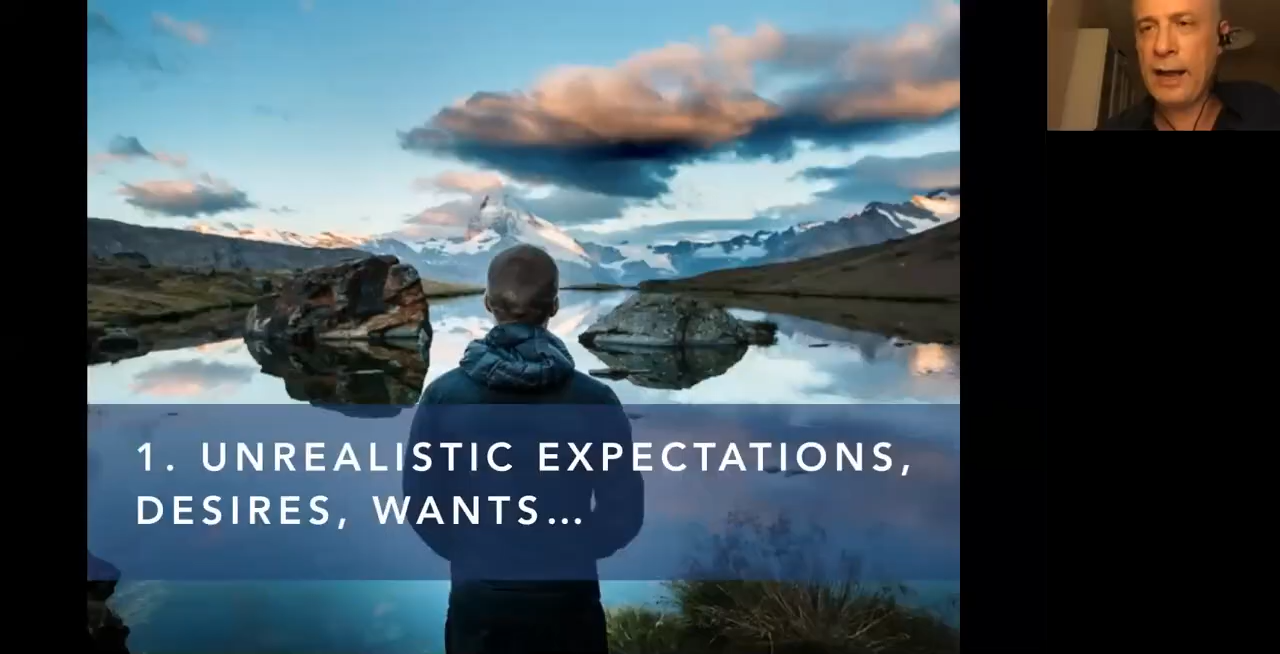 1. UNREALISTIC EXPECTATIONS,
DESIRES, WANTS…